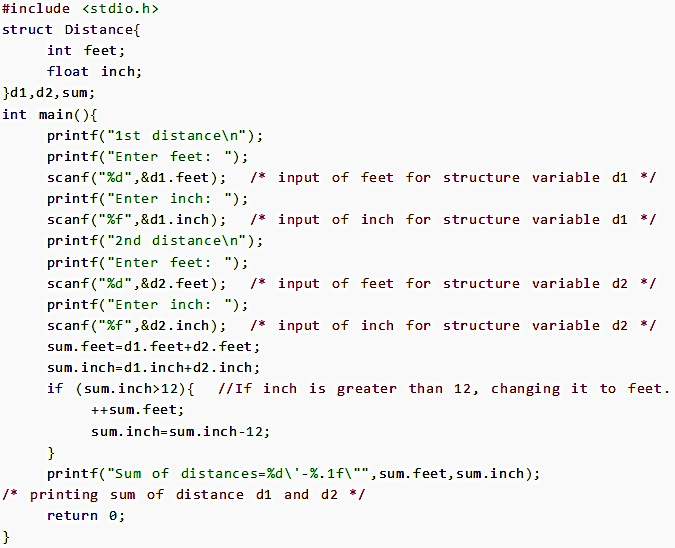 #include <stdio.h>
struct Distance{
int feet;
float inch;
}d1,d2,sum;
int main(){
printf("1st distance\n");
printf("Enter feet: ");
scanf("%d",&d1.feet); /* input of feet for structure variable d1 */
printf("Enter inch: ");
scanf("%f",&d1.inch); /* input of inch for structure variable d1 */
printf("2nd distance\n");
printf("Enter feet: ");
scanf("%d",&d2.feet); /* input of feet for structure variable d2 */
printf("Enter inch: ");
scanf("%f",&d2.inch); /* input of inch for structure variable d2 */
sum.feet=d1.feet+d2.feet;
sum.inch=d1.inch+d2.inch;
if (sum.inch>12){ //If inch is greater than 12, changing it to feet.
++sum.feet;
sum.inch=sum.inch-12;
}
printf("Sum of distances=%d\'-%.1f\"",sum.feet,sum.inch);
/* printing sum of distance d1 and d2 */
return 0;
}